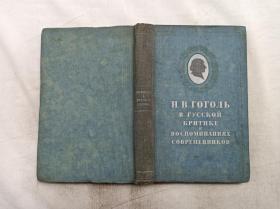 Н. В. ГОГОЛЬ
В РУССКОЙ
КРИТИКЕ
И
ВОСПОМИНАНИЯХ
СОВРЕМЕННИКОВ